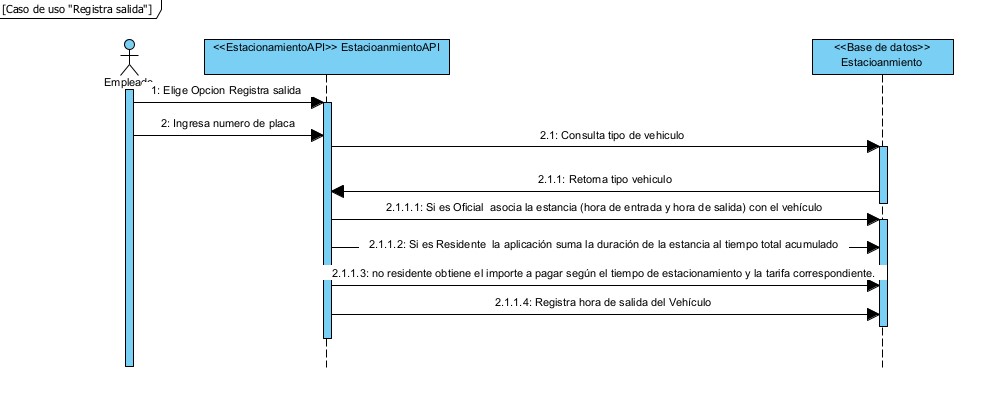 [Caso de uso "Registra salida"]
<<EstacionamientoAPI>> EstacioanmientoAPI
<<Base de datos>>
Estacioanmiento
Empleado
1: Elige Opcion Registra salida
2: Ingresa numero de placa
2.1: Consulta tipo de vehiculo
2.1.1: Retorna tipo vehiculo
2.1.1.1: Si es Oficial asocia la estancia (hora de entrada y hora de salida) con el vehículo
2.1.1.2: Si es Residente la aplicación suma la duración de la estancia al tiempo total acumulado
2.1.1.3: no residente obtiene el importe a pagar según el tiempo de estacionamiento y la tarifa correspondiente.
2.1.1.4: Registra hora de salida del Vehículo